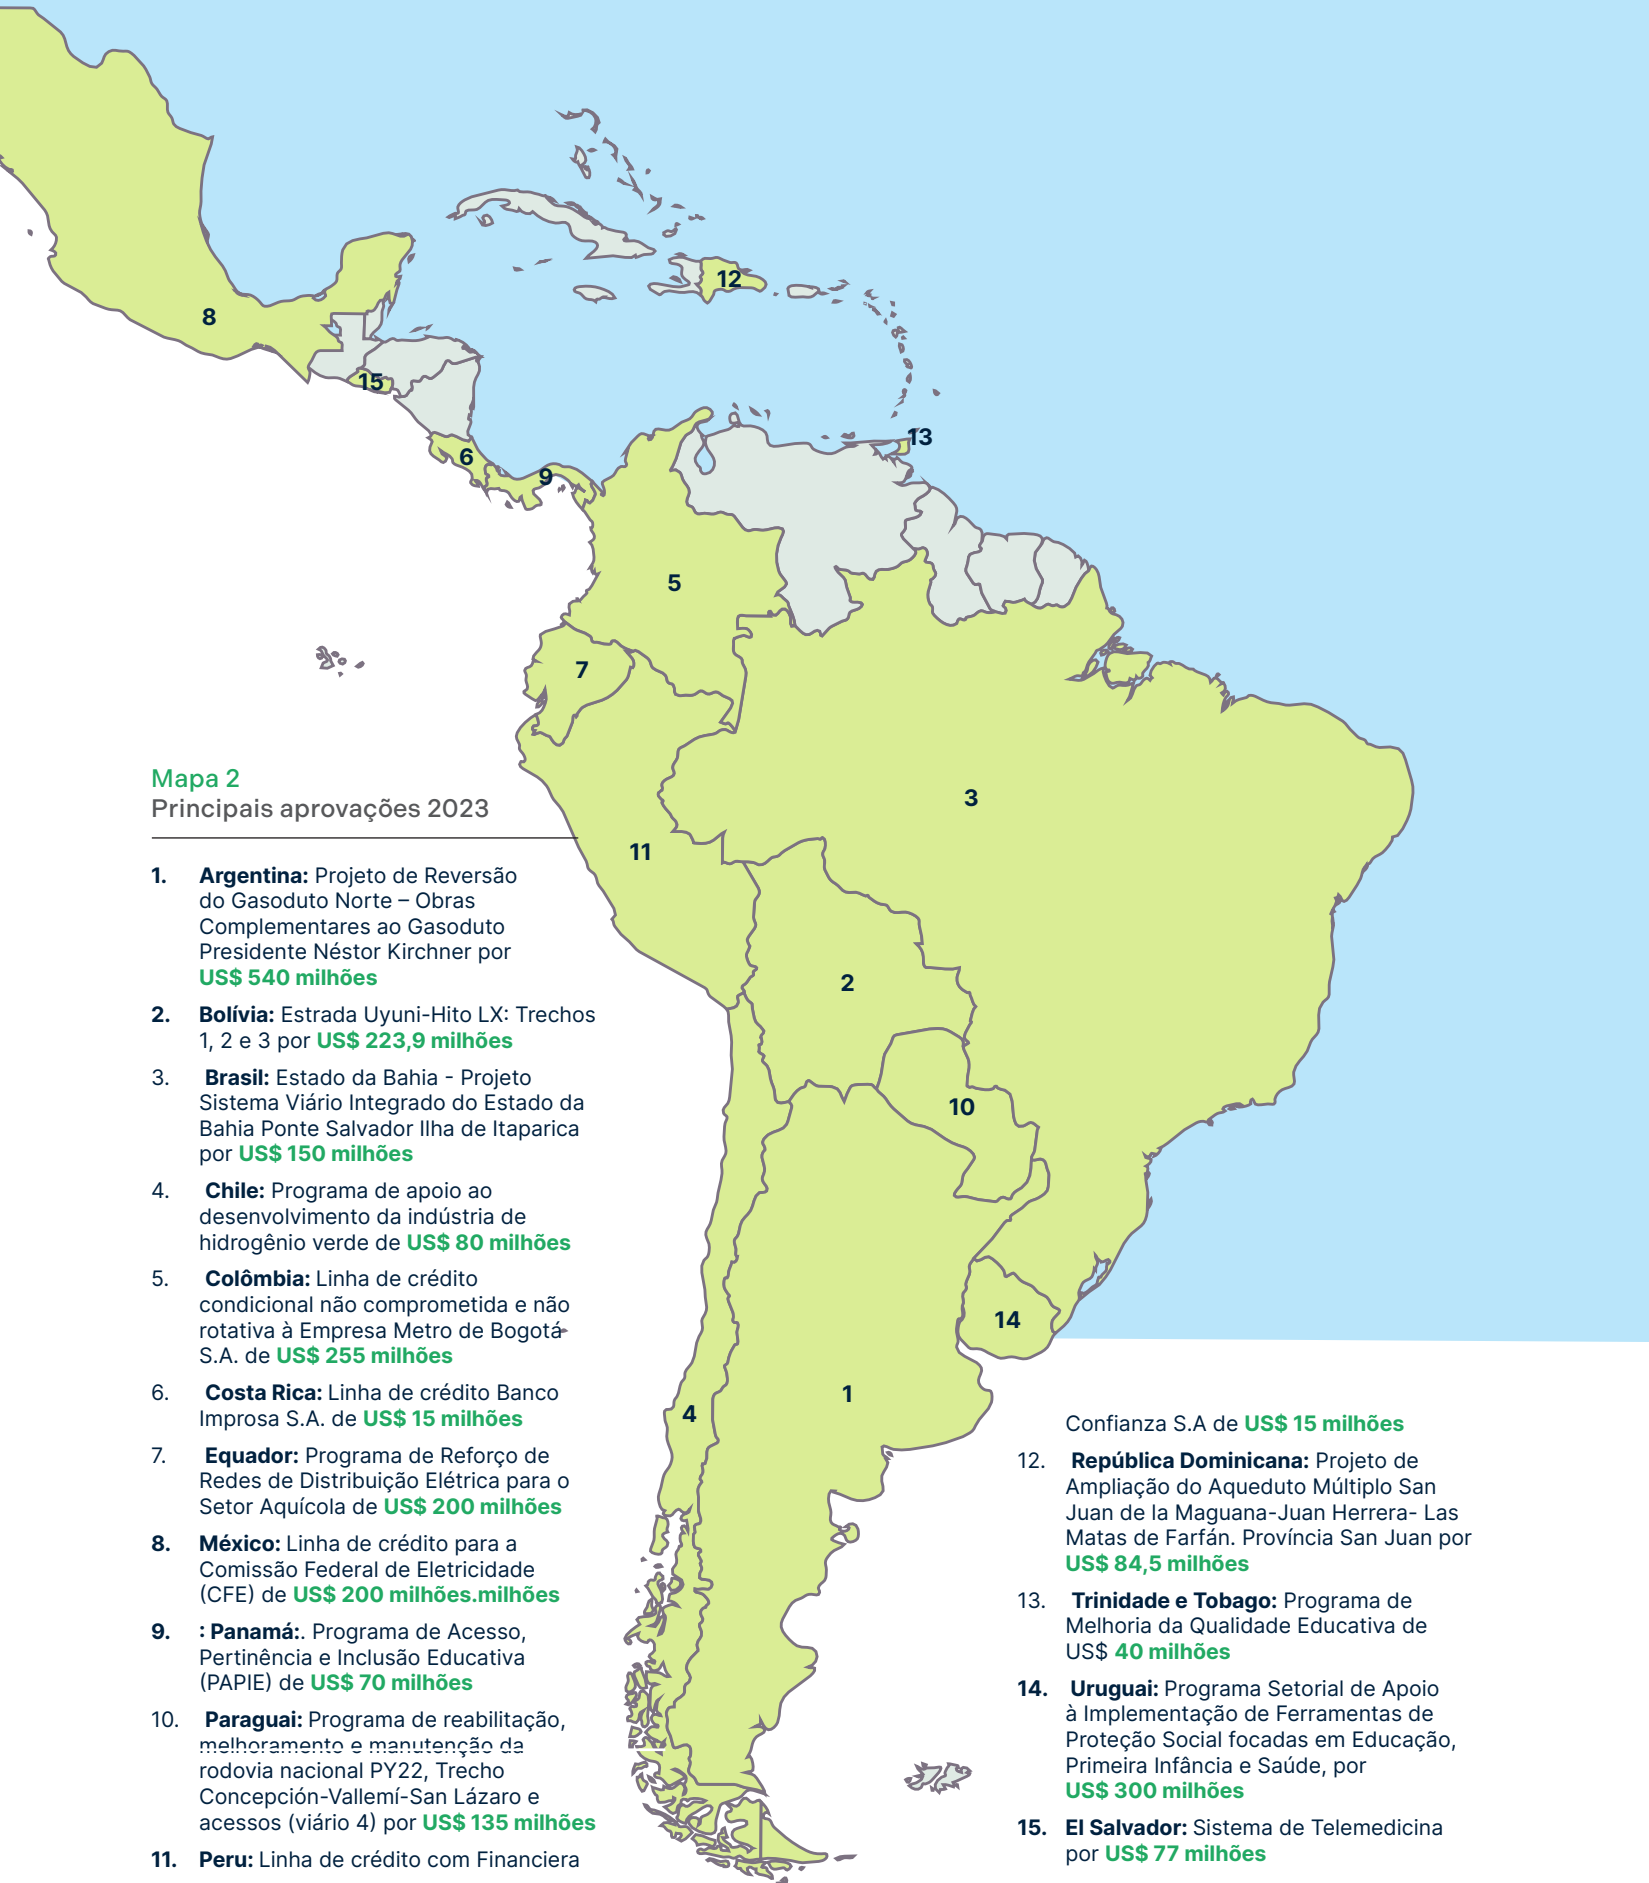 8
12
15
13
6
9
5
7
3
11
2
10
14
1
4
Mapa 2
Principais aprovações 2023
1. Argentina: Projeto de Reversão
do Gasoduto Norte – Obras
Complementares ao Gasoduto
Presidente Néstor Kirchner por
US$ 540 milhões
2. Bolívia: Estrada Uyuni-Hito LX: Trechos
1, 2 e 3 por US$ 223,9 milhões
3. Brasil: Estado da Bahia - Projeto
Sistema Viário Integrado do Estado da
Bahia Ponte Salvador Ilha de Itaparica
por US$ 150 milhões
4. Chile: Programa de apoio ao
desenvolvimento da indústria de
hidrogênio verde de US$ 80 milhões
5. Colômbia: Linha de crédito
condicional não comprometida e não
rotativa à Empresa Metro de Bogotá
S.A. de US$ 255 milhões
6. Costa Rica: Linha de crédito Banco
Improsa S.A. de US$ 15 milhões
7. Equador: Programa de Reforço de
Redes de Distribuição Elétrica para o
Setor Aquícola de US$ 200 milhões
8. México: Linha de crédito para a
Comissão Federal de Eletricidade
(CFE) de US$ 200 milhões.milhões
9. : Panamá:. Programa de Acesso,
Pertinência e Inclusão Educativa
(PAPIE) de US$ 70 milhões
10. Paraguai: Programa de reabilitação,
melhoramento e manutenção da
rodovia nacional PY22, Trecho
Concepción-Vallemí-San Lázaro e
acessos (viário 4) por US$ 135 milhões
11. Peru: Linha de crédito com Financiera
Confianza S.A de US$ 15 milhões
12. República Dominicana: Projeto de
Ampliação do Aqueduto Múltiplo San
Juan de la Maguana-Juan Herrera- Las
Matas de Farfán. Província San Juan por
US$ 84,5 milhões
13. Trinidade e Tobago: Programa de
Melhoria da Qualidade Educativa de
US$ 40 milhões
14. Uruguai: Programa Setorial de Apoio
à Implementação de Ferramentas de
Proteção Social focadas em Educação,
Primeira Infância e Saúde, por
US$ 300 milhões
15. El Salvador: Sistema de Telemedicina
por US$ 77 milhões